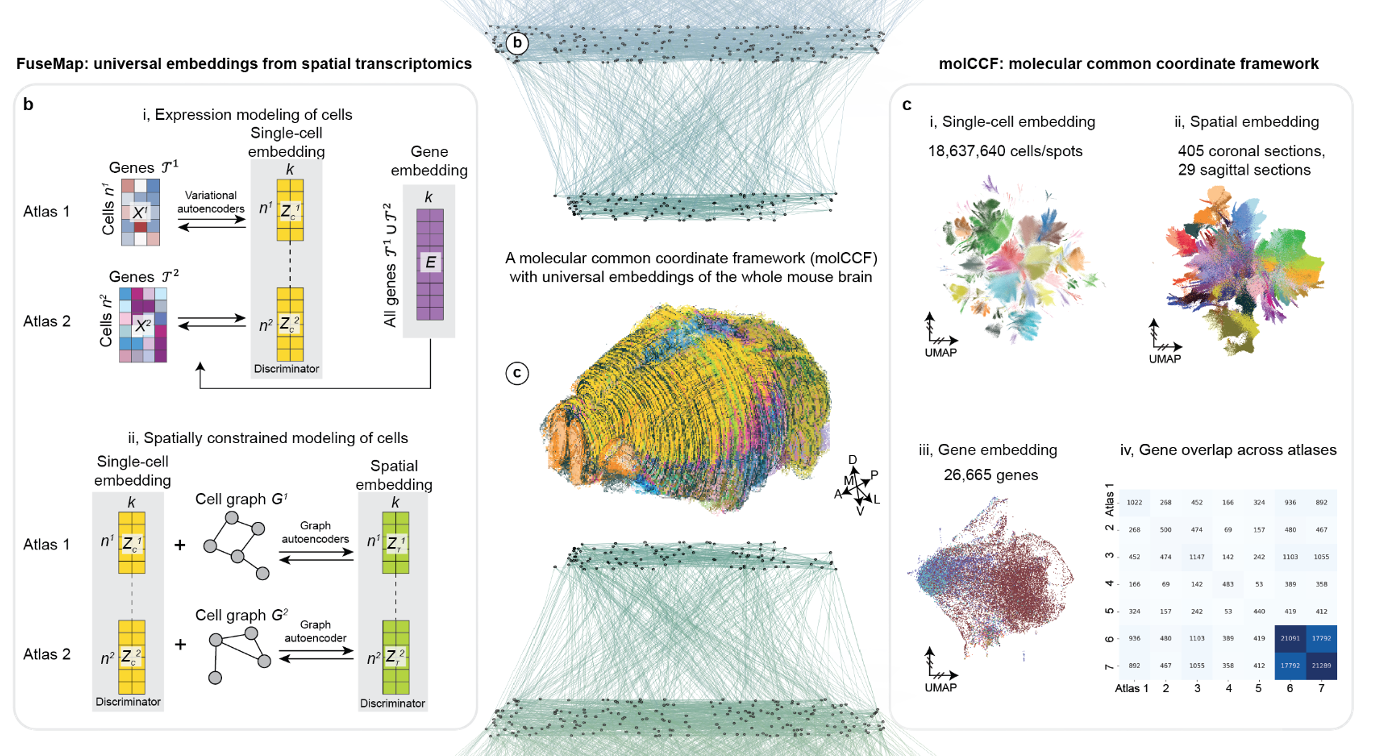 FuseMap: universal embeddings from spatial transcriptomics
b
i, Expression modeling of cells
Single-cell
embedding
Gene
embedding
Genes 𝒯¹
k
k
Atlas 1
Cells n¹
X¹
Variational
autoencoders
n¹
Z_c¹
All genes 𝒯¹ ∪ 𝒯²
E
Genes 𝒯²
Atlas 2
Cells n²
X²
n²
Z_c²
Discriminator
ii, Spatially constrained modeling of cells
Single-cell
embedding
Spatial
embedding
k
Cell graph G¹
k
Atlas 1
n¹
Z_c¹
+
Graph
autoencoders
n¹
Z_r¹
Cell graph G²
Atlas 2
n²
Z_c²
+
Graph
autoencoder
n²
Z_r²
Discriminator
Discriminator
b
A molecular common coordinate framework (molCCF)
with universal embeddings of the whole mouse brain
c
D
M
P
A
L
V
molCCF: molecular common coordinate framework
c
i, Single-cell embedding
18,637,640 cells/spots
UMAP
ii, Spatial embedding
405 coronal sections,
29 sagittal sections
UMAP
iii, Gene embedding
26,665 genes
UMAP
iv, Gene overlap across atlases
Atlas 1 1022 268 452 166 324 936 892
2 268 500 474 69 157 480 467
3 452 474 1147 142 242 1103 1055
4 166 69 142 483 53 389 358
5 324 157 242 53 440 419 412
6 936 480 1103 389 419 21091 17792
7 892 467 1055 358 412 17792 21289
Atlas 1 2 3 4 5 6 7